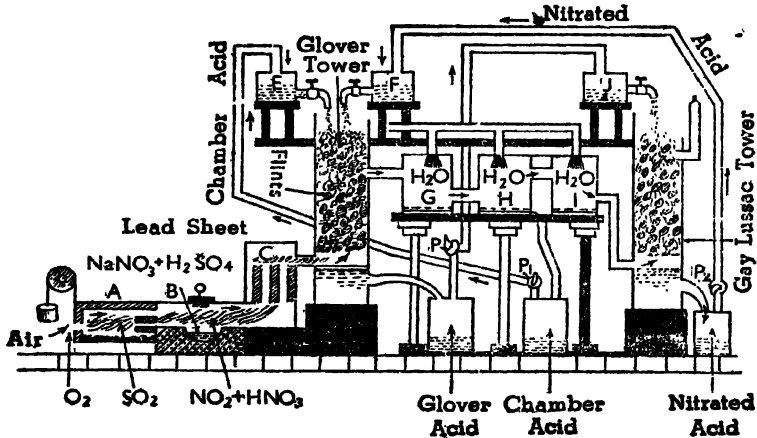 Nitrated
Acid
Glover
Tower
Acid
Chamber
E
F
J
Flints
H₂O
G
H₂O
H
H₂O
I
Gay Lussac Tower
Lead Sheet
NaNO₃+H₂SO₄
C
A
B
P
P₁
P₂
Air
O₂
SO₂
NO₂+HNO₃
Glover
Acid
Chamber
Acid
Nitrated
Acid